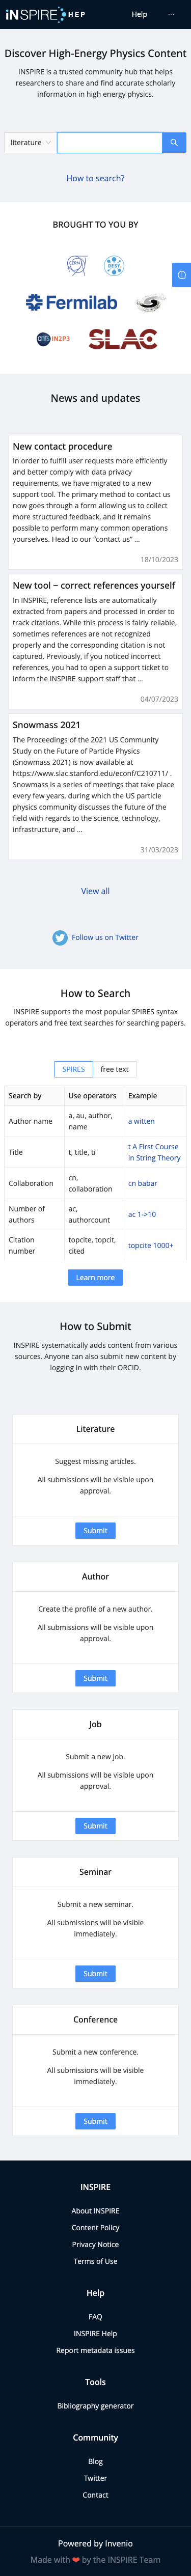 iNSPIRE HEP
Help
...
Discover High-Energy Physics Content
INSPIRE is a trusted community hub that helps
researchers to share and find accurate scholarly
information in high energy physics.
literature
How to search?
BROUGHT TO YOU BY
CERN
DESY
Fermilab
CNRS IN2P3
SLAC
News and updates
New contact procedure
In order to fulfill user requests more efficiently
and better comply with data privacy
requirements, we have migrated to a new
support tool. The primary method to contact us
now goes through a form allowing us to collect
more structured feedback, and it remains
possible to perform many common operations
yourselves. Head to our “contact us” ...
18/10/2023
New tool – correct references yourself
In INSPIRE, reference lists are automatically
extracted from papers and processed in order to
track citations. While this process is fairly reliable,
sometimes references are not recognized
properly and the corresponding citation is not
captured. Previously, if you noticed incorrect
references, you had to open a support ticket to
inform the INSPIRE support staff that ...
04/07/2023
Snowmass 2021
The Proceedings of the 2021 US Community
Study on the Future of Particle Physics
(Snowmass 2021) is now available at
https://www.slac.stanford.edu/econf/C210711/ .
Snowmass is a series of meetings that take place
every few years, during which the US particle
physics community discusses the future of the
field with regards to the science, technology,
infrastructure, and ...
31/03/2023
View all
Follow us on Twitter
How to Search
INSPIRE supports the most popular SPIRES syntax
operators and free text searches for searching papers.
SPIRES free text
Search by Use operators Example
Author name a, au, author, name a witten
Title t, title, ti t A First Course in String Theory
Collaboration cn, collaboration cn babar
Number of authors ac, authorcount ac 1->10
Citation number topcite, topcit, cited topcite 1000+
Learn more
How to Submit
INSPIRE systematically adds content from various
sources. Anyone can also submit new content by
logging in with their ORCID.
Literature
Suggest missing articles.
All submissions will be visible upon
approval.
Submit
Author
Create the profile of a new author.
All submissions will be visible upon
approval.
Submit
Job
Submit a new job.
All submissions will be visible upon
approval.
Submit
Seminar
Submit a new seminar.
All submissions will be visible
immediately.
Submit
Conference
Submit a new conference.
All submissions will be visible
immediately.
Submit
INSPIRE
About INSPIRE
Content Policy
Privacy Notice
Terms of Use
Help
FAQ
INSPIRE Help
Report metadata issues
Tools
Bibliography generator
Community
Blog
Twitter
Contact
Powered by Invenio
Made with ❤ by the INSPIRE Team